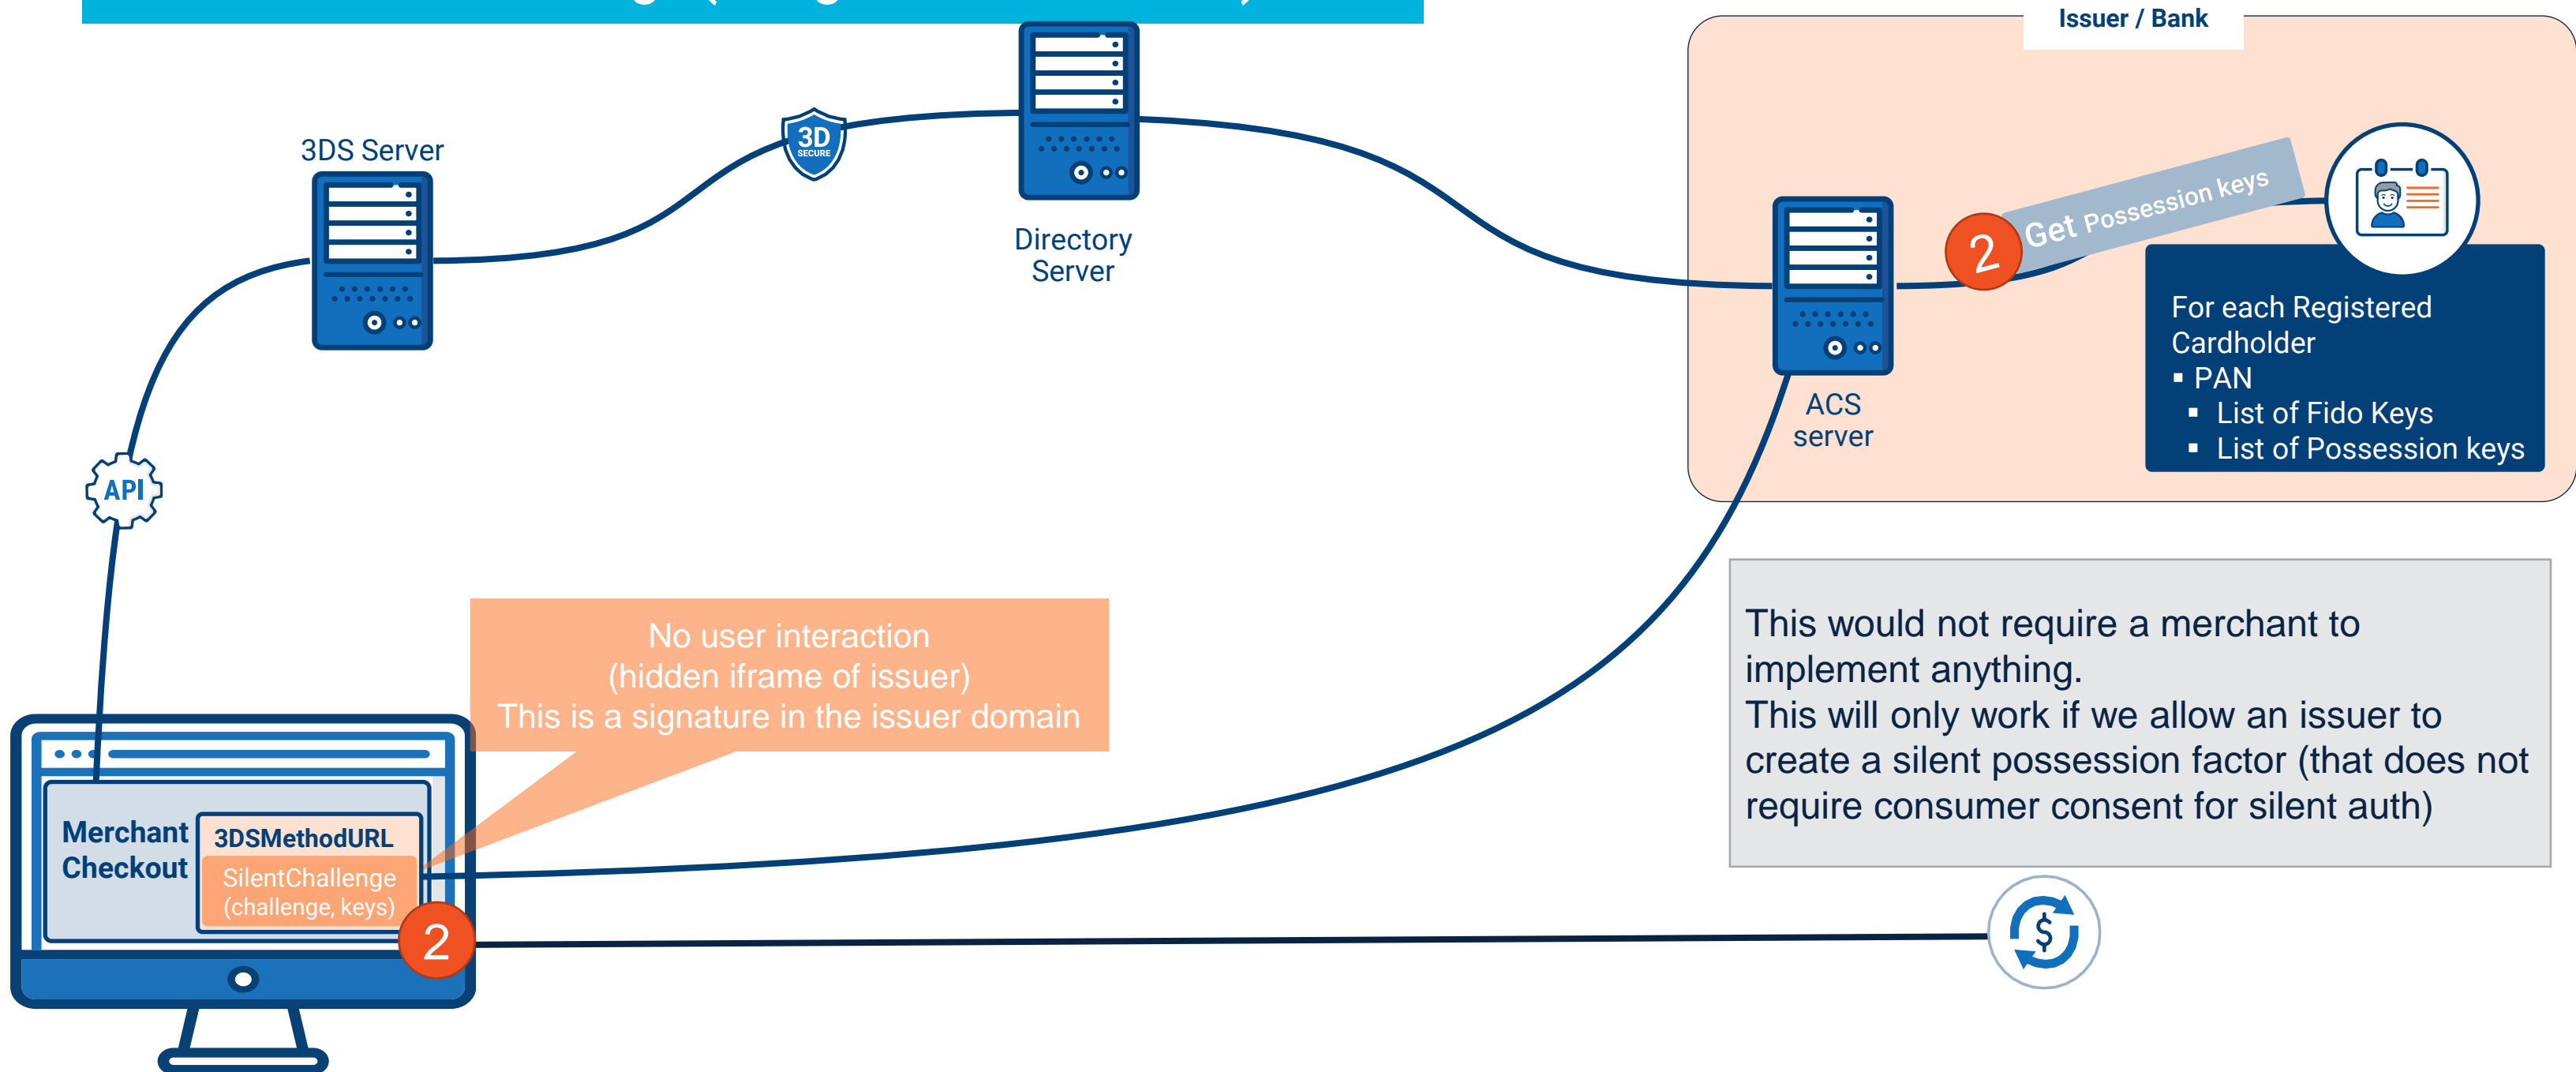 Issuer / Bank
3DS Server
3D
SECURE
Directory
Server
2
Get Possession keys
For each Registered
Cardholder
▪ PAN
▪ List of Fido Keys
▪ List of Possession keys
ACS
server
API
No user interaction
(hidden iframe of issuer)
This is a signature in the issuer domain
This would not require a merchant to
implement anything.
This will only work if we allow an issuer to
create a silent possession factor (that does not
require consumer consent for silent auth)
Merchant
Checkout
3DSMethodURL
SilentChallenge
(challenge, keys)
2
$